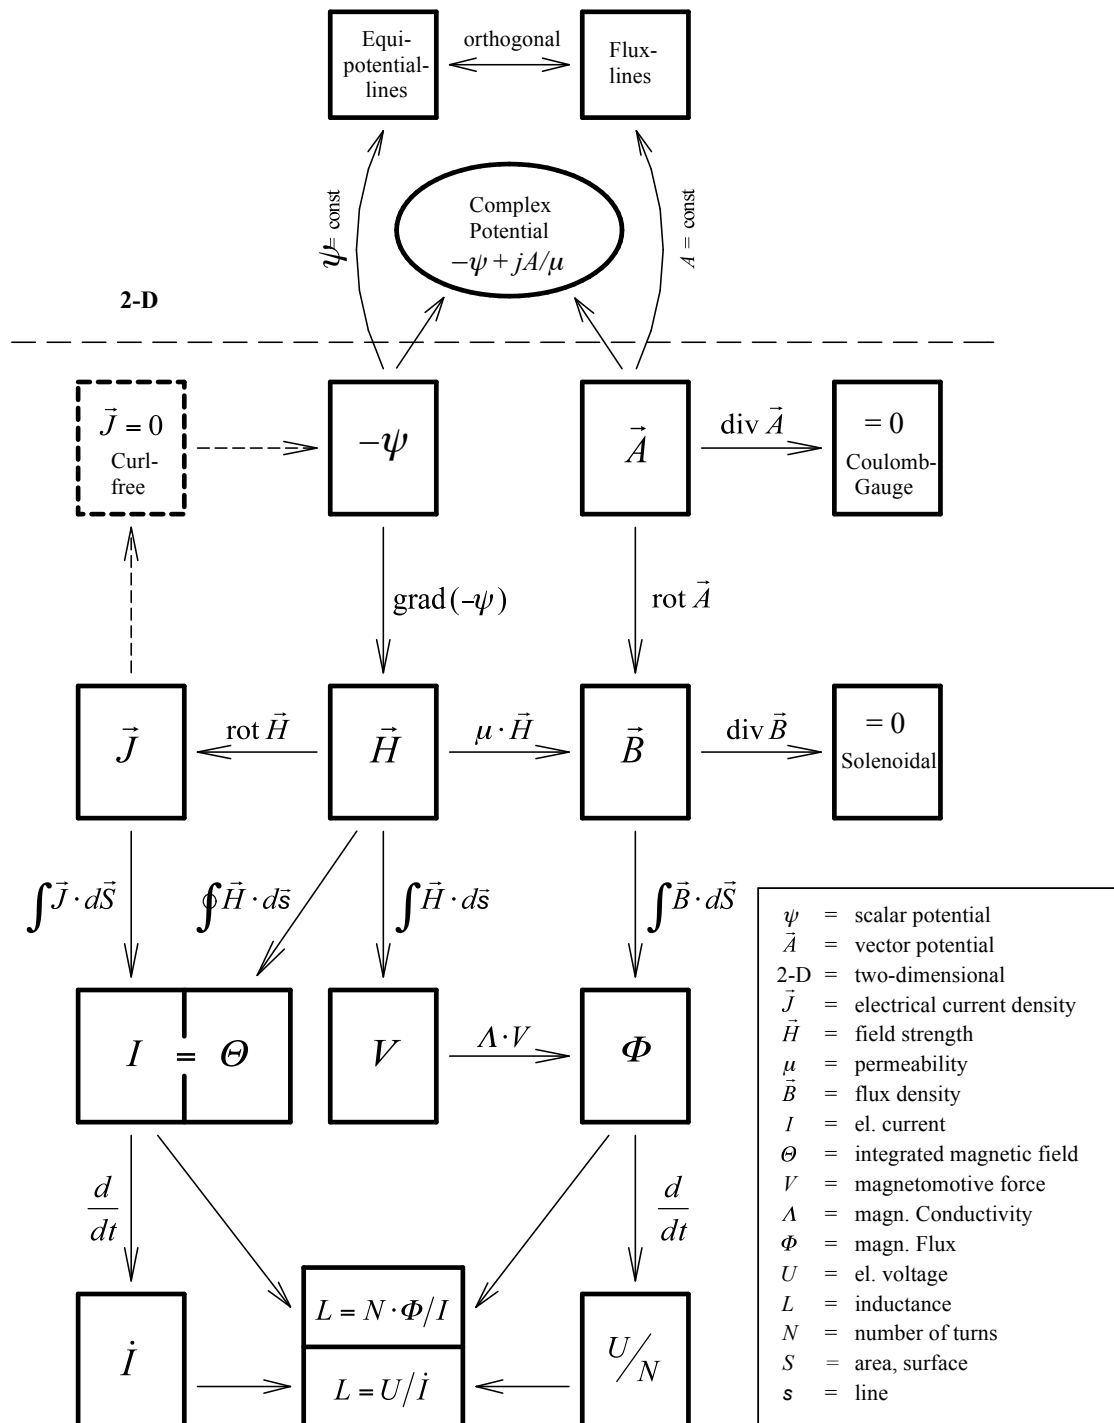 Equi-
potential-
lines
orthogonal
Flux-
lines
ψ = const
Complex
Potential
−ψ + jA/μ
A = const
2-D
J⃗ = 0
Curl-
free
−ψ
A⃗
div A⃗
= 0
Coulomb-
Gauge
grad(−ψ)
rot A⃗
J⃗
rot H⃗
H⃗
μ · H⃗
B⃗
div B⃗
= 0
Solenoidal
∫ J⃗ · dS⃗
∮ H⃗ · ds⃗
∫ H⃗ · ds⃗
∫ B⃗ · dS⃗
I = Θ
V
Λ · V
Φ
d/dt
d/dt
İ
L = N · Φ/I
L = U/İ
U/N
ψ = scalar potential
A⃗ = vector potential
2-D = two-dimensional
J⃗ = electrical current density
H⃗ = field strength
μ = permeability
B⃗ = flux density
I = el. current
Θ = integrated magnetic field
V = magnetomotive force
Λ = magn. Conductivity
Φ = magn. Flux
U = el. voltage
L = inductance
N = number of turns
S = area, surface
s = line